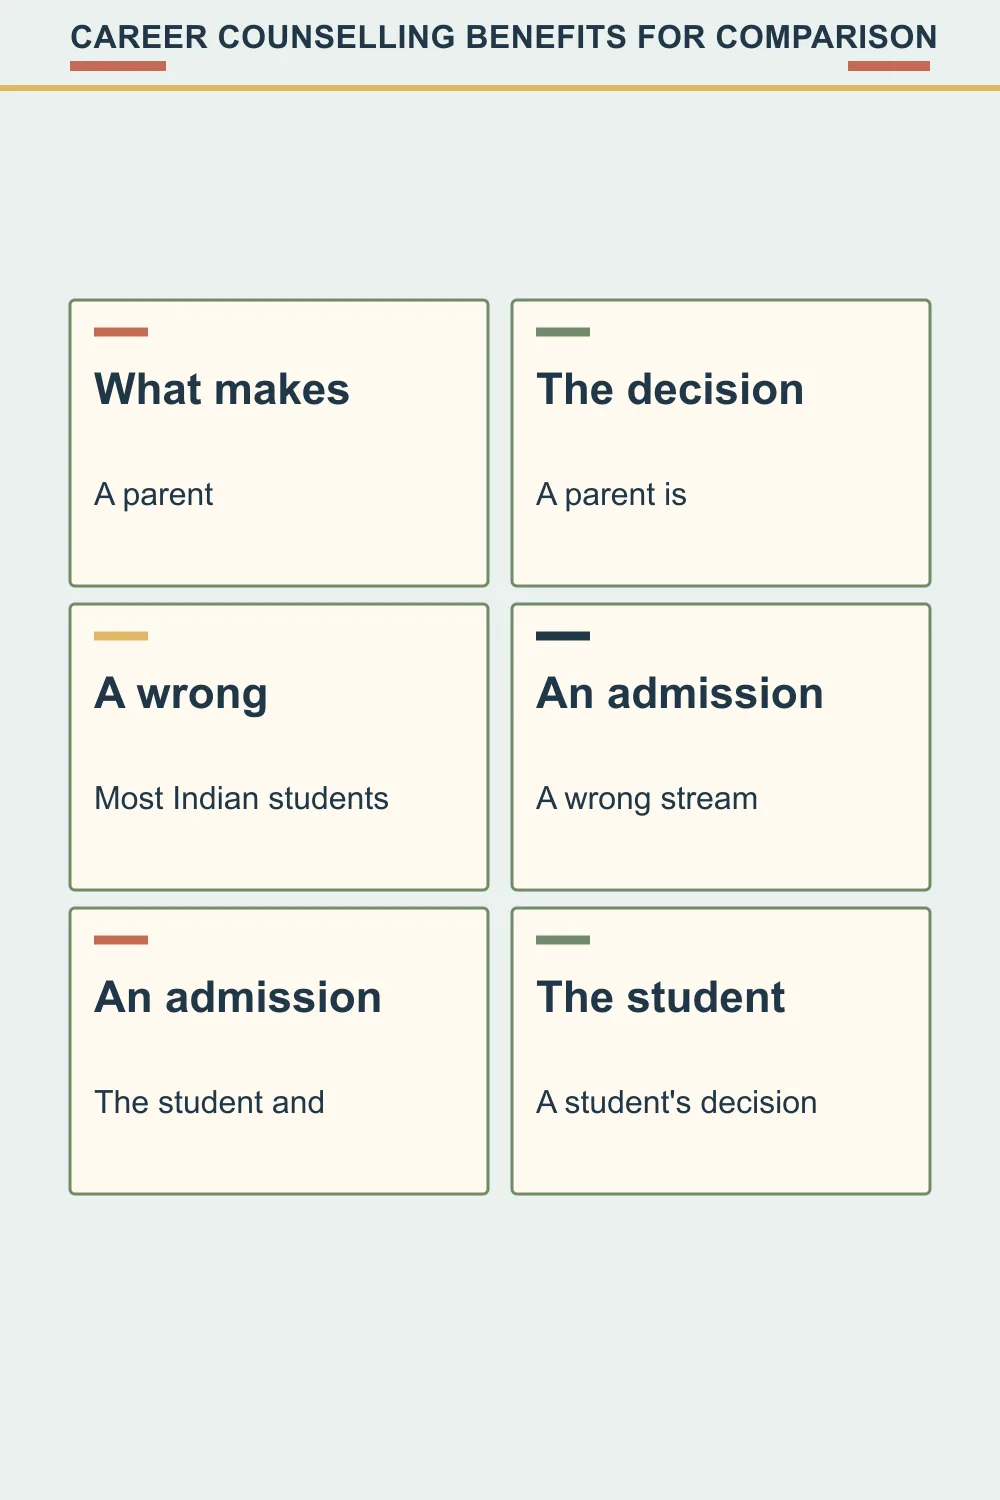 CAREER COUNSELLING BENEFITS FOR COMPARISON
What makes
A parent
The decision
A parent is
A wrong
Most Indian students
An admission
A wrong stream
An admission
The student and
The student
A student's decision